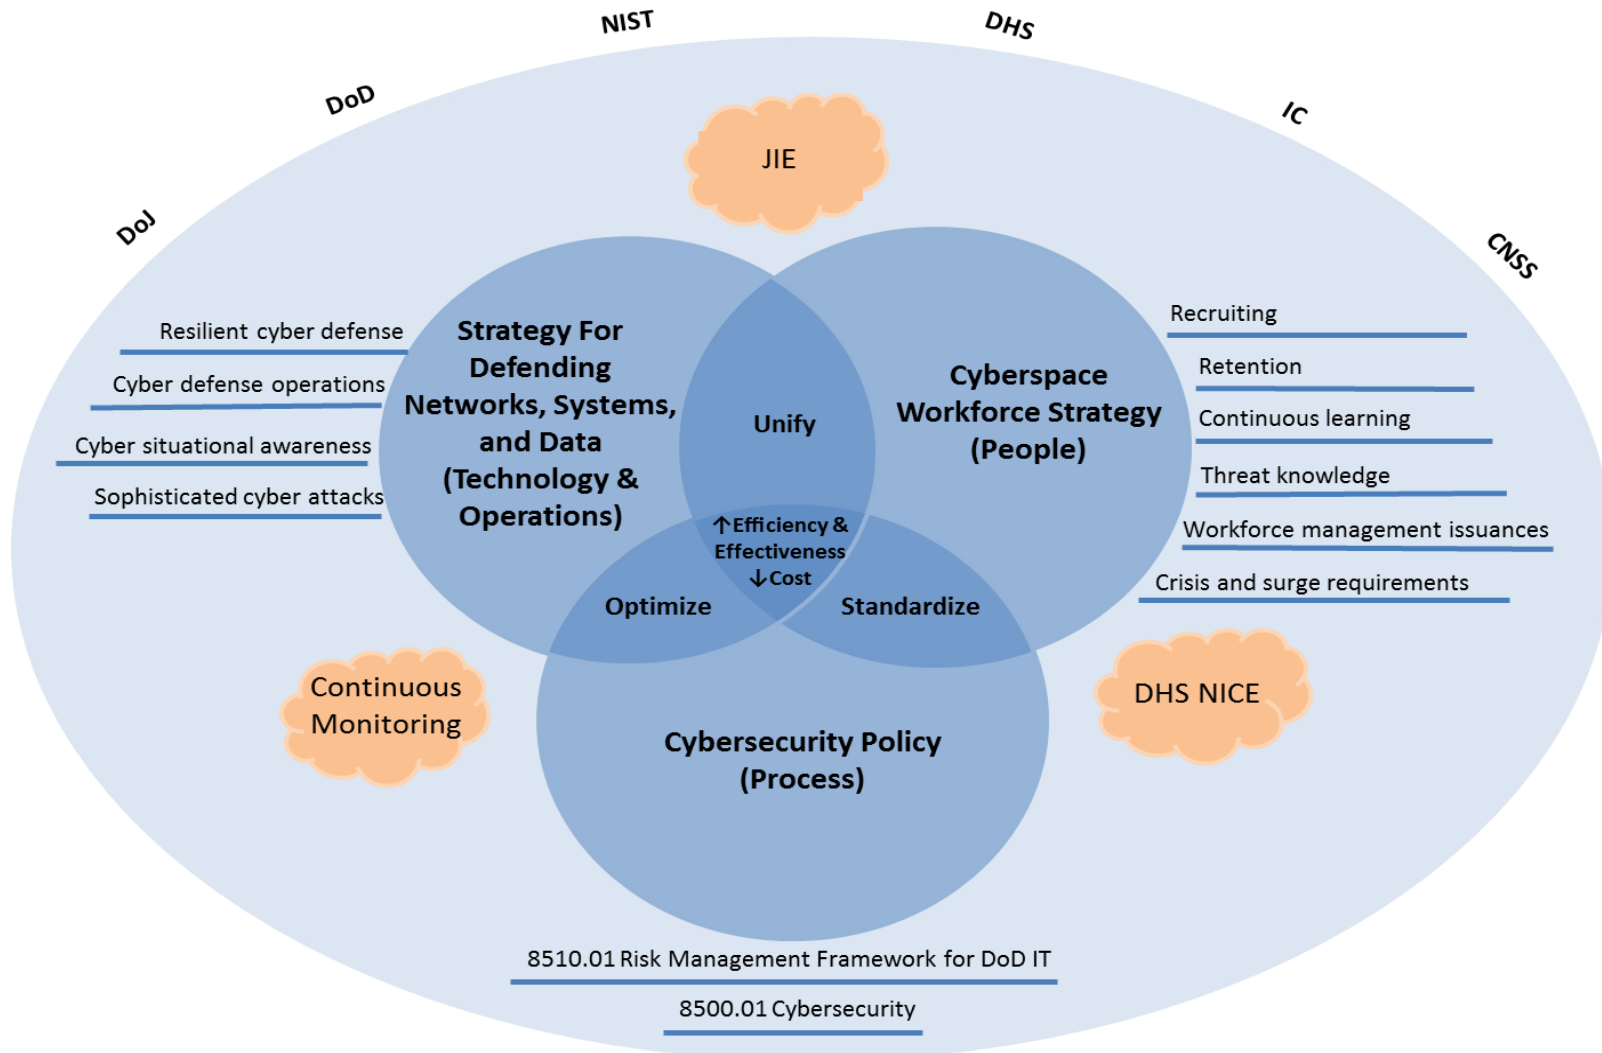 NIST
DHS
DoD
IC
DoJ
CNSS
JIE
Resilient cyber defense
Cyber defense operations
Cyber situational awareness
Sophisticated cyber attacks
Strategy For
Defending
Networks, Systems,
and Data
(Technology &
Operations)
Unify
Cyberspace
Workforce Strategy
(People)
Recruiting
Retention
Continuous learning
Threat knowledge
Workforce management issuances
Crisis and surge requirements
↑Efficiency &
Effectiveness
↓Cost
Optimize
Standardize
Continuous
Monitoring
DHS NICE
Cybersecurity Policy
(Process)
8510.01 Risk Management Framework for DoD IT
8500.01 Cybersecurity